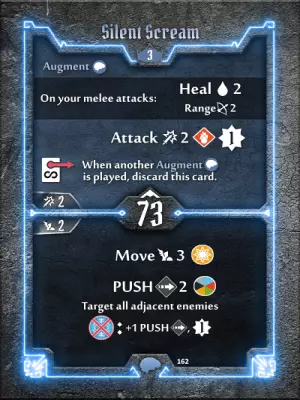 Silent Scream
3
Augment
On your melee attacks:
Heal 2
Range 2
Attack 2 1
When another Augment
is played, discard this card.
2
73
2
Move 3
PUSH 2
Target all adjacent enemies
: +1 PUSH , 1
162